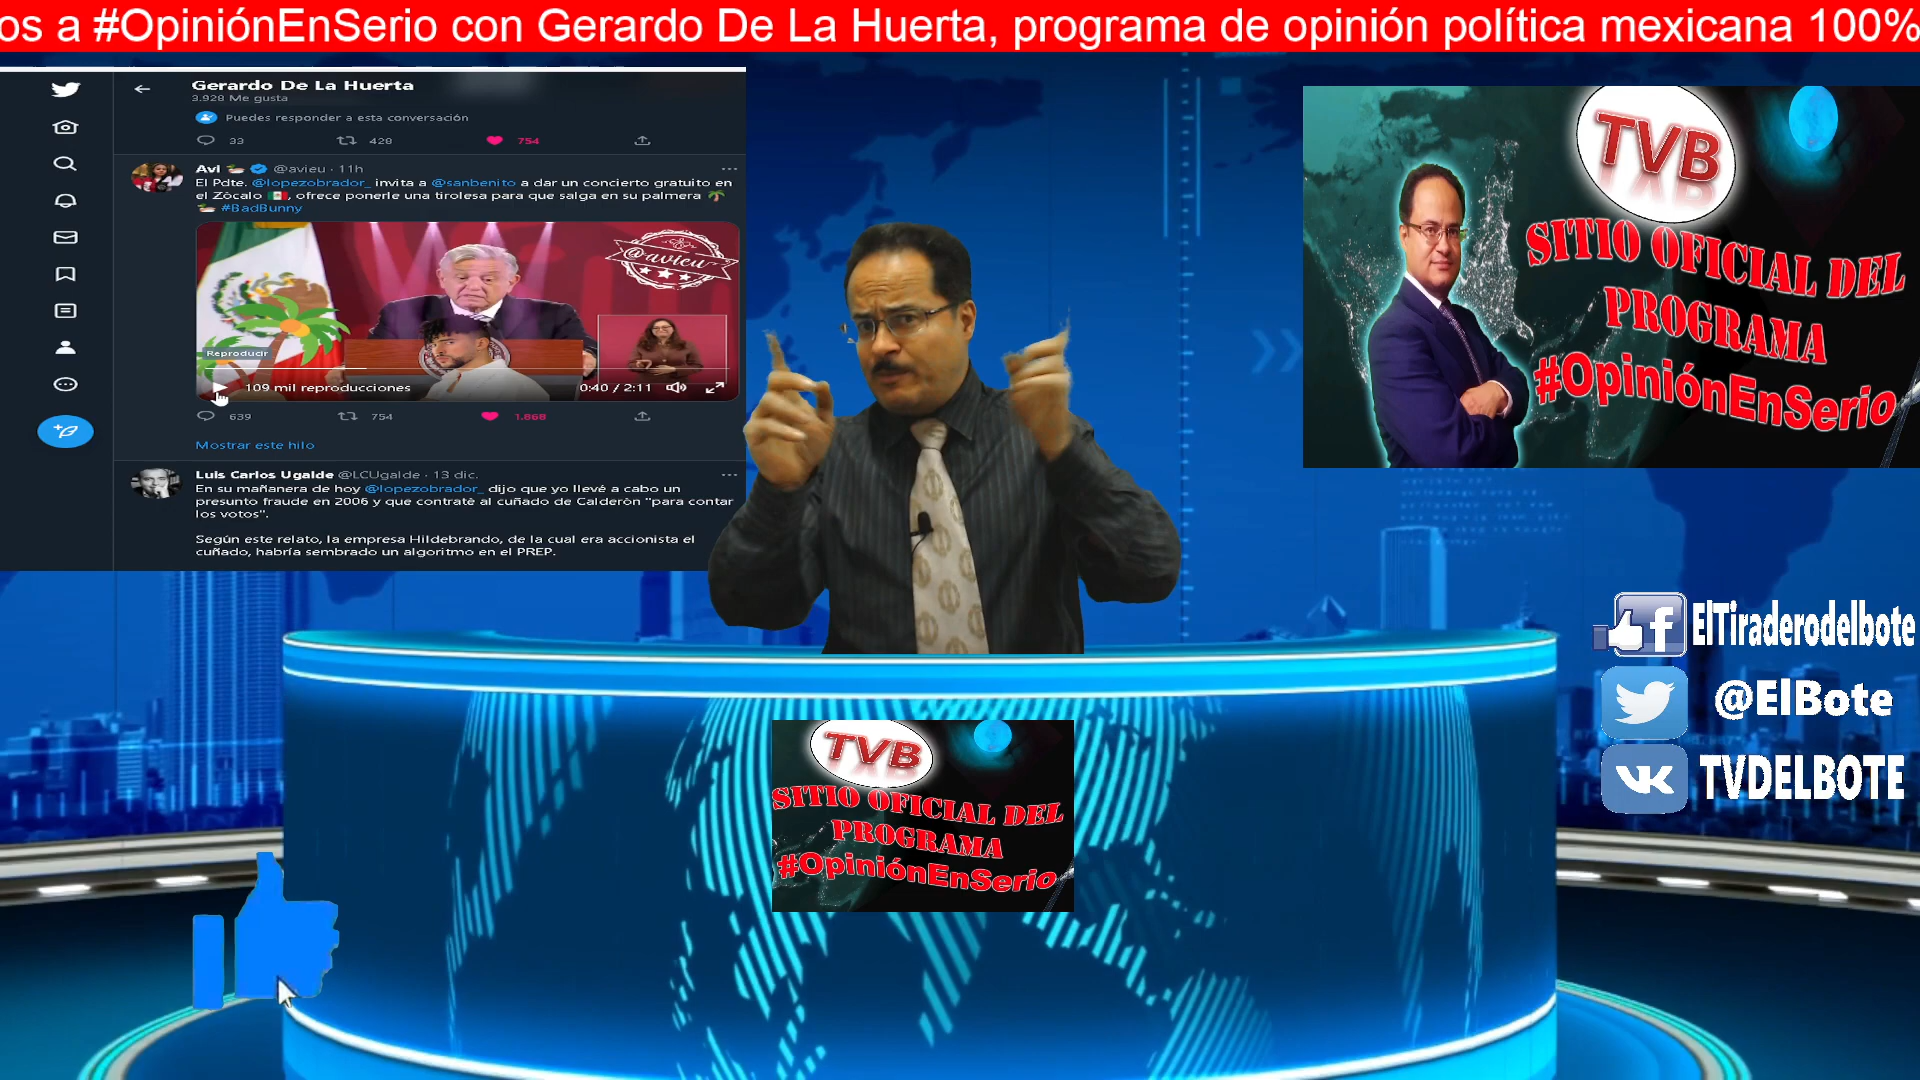 os a #OpiniónEnSerio con Gerardo De La Huerta, programa de opinión política mexicana 100%
Gerardo De La Huerta
3.928 Me gusta
Puedes responder a esta conversación
33 428 754
Avl @avieu · 11h
El Pdte. @lopezobrador_ invita a @sanbenito a dar un concierto gratuito en
el Zócalo 🇲🇽, ofrece ponerle una tirolesa para que salga en su palmera 🌴
#BadBunny
@avieu
Reproducir
109 mil reproducciones 0:40 / 2:11
639 754 1.868
Mostrar este hilo
Luis Carlos Ugalde @LCUgalde · 13 dic.
En su mañanera de hoy @lopezobrador_ dijo que yo llevé a cabo un
presunto fraude en 2006 y que contraté al cuñado de Calderón "para contar
los votos".
Según este relato, la empresa Hildebrando, de la cual era accionista el
cuñado, habría sembrado un algoritmo en el PREP.
TVB
SITIO OFICIAL DEL
PROGRAMA
#OpiniónEnSerio
ElTiraderodelbote
@ElBote
TVDELBOTE
TVB
SITIO OFICIAL DEL
PROGRAMA
#OpiniónEnSerio